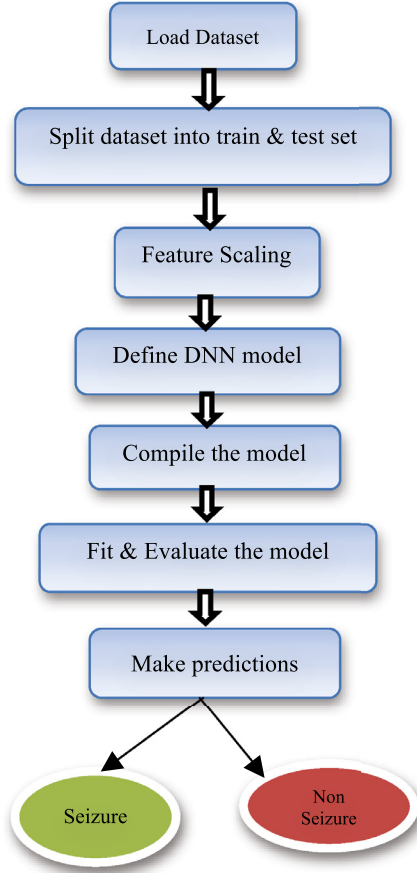 Load Dataset
Split dataset into train & test set
Feature Scaling
Define DNN model
Compile the model
Fit & Evaluate the model
Make predictions
Seizure
Non
Seizure